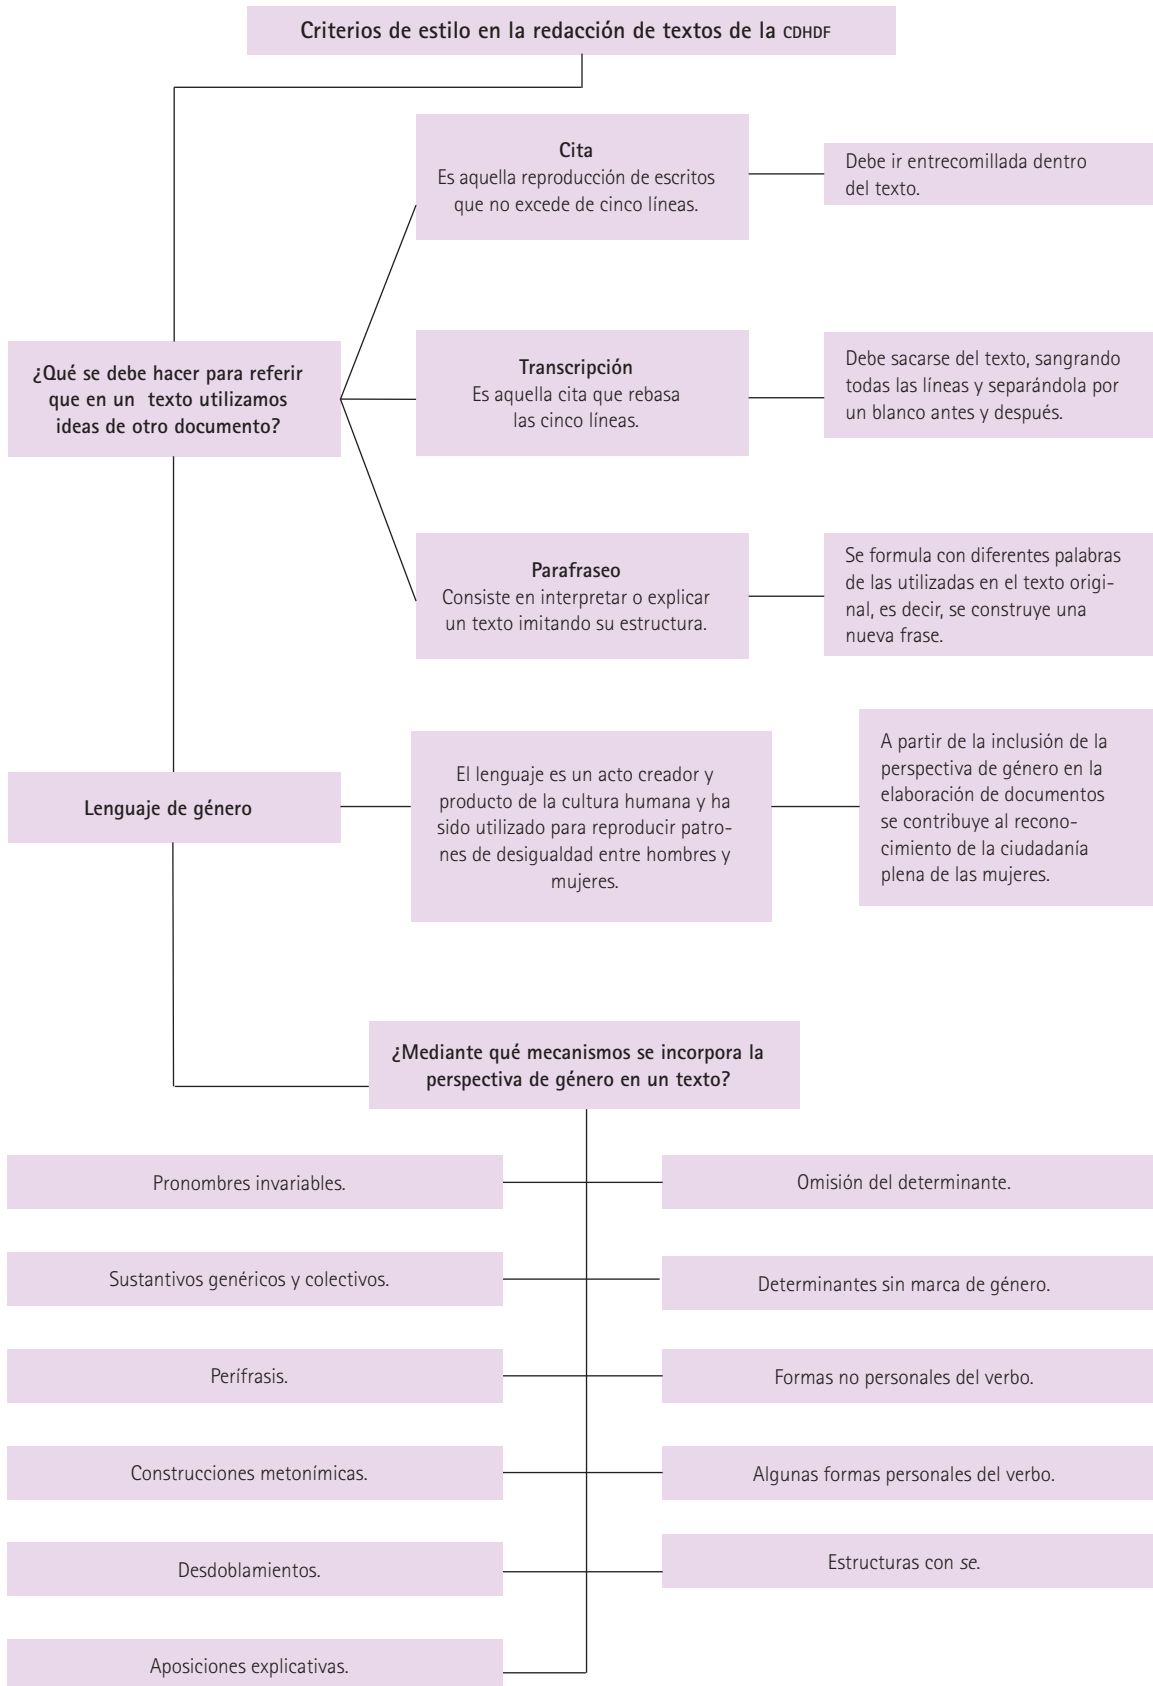 Criterios de estilo en la redacción de textos de la CDHDF
Cita
Es aquella reproducción de escritos
que no excede de cinco líneas.
Debe ir entrecomillada dentro
del texto.
¿Qué se debe hacer para referir
que en un texto utilizamos
ideas de otro documento?
Transcripción
Es aquella cita que rebasa
las cinco líneas.
Debe sacarse del texto, sangrando
todas las líneas y separándola por
un blanco antes y después.
Parafraseo
Consiste en interpretar o explicar
un texto imitando su estructura.
Se formula con diferentes palabras
de las utilizadas en el texto origi-
nal, es decir, se construye una
nueva frase.
Lenguaje de género
El lenguaje es un acto creador y
producto de la cultura humana y ha
sido utilizado para reproducir patro-
nes de desigualdad entre hombres y
mujeres.
A partir de la inclusión de la
perspectiva de género en la
elaboración de documentos
se contribuye al recono-
cimiento de la ciudadanía
plena de las mujeres.
¿Mediante qué mecanismos se incorpora la
perspectiva de género en un texto?
Pronombres invariables.
Omisión del determinante.
Sustantivos genéricos y colectivos.
Determinantes sin marca de género.
Perífrasis.
Formas no personales del verbo.
Construcciones metonímicas.
Algunas formas personales del verbo.
Desdoblamientos.
Estructuras con se.
Aposiciones explicativas.